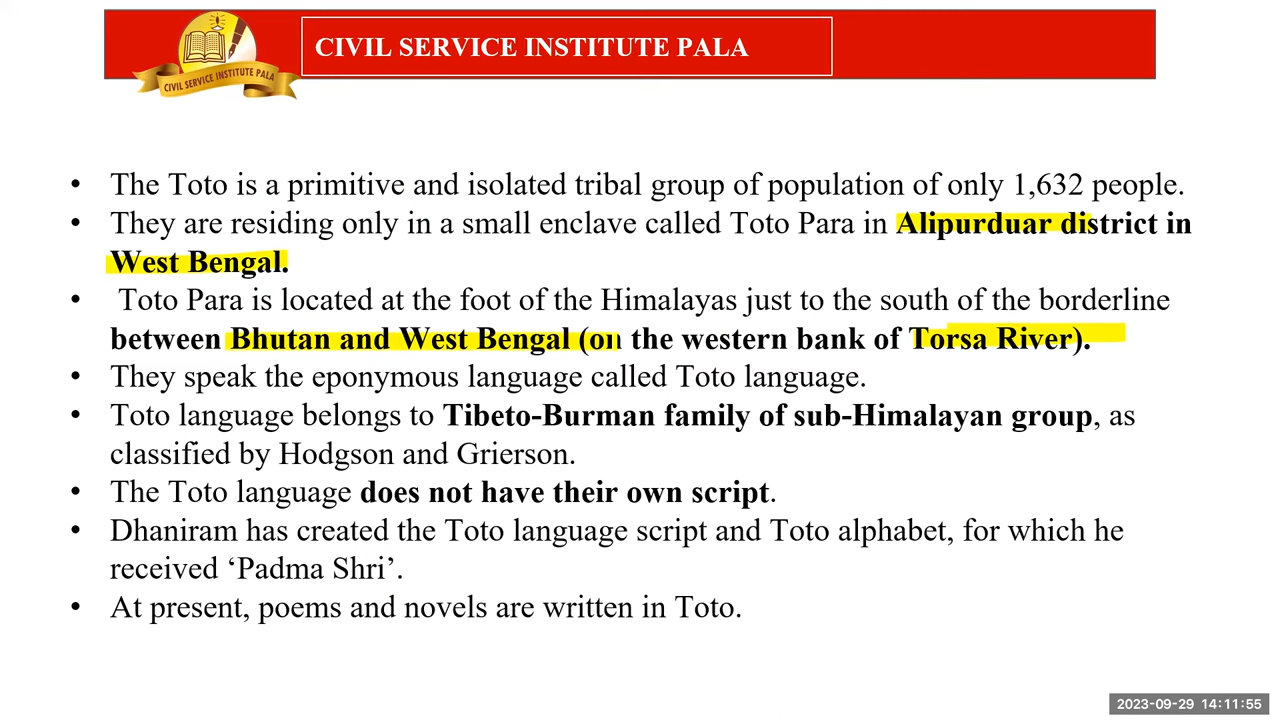 CIVIL SERVICE INSTITUTE PALA
CIVIL SERVICE INSTITUTE PALA
• The Toto is a primitive and isolated tribal group of population of only 1,632 people.
• They are residing only in a small enclave called Toto Para in Alipurduar district in
West Bengal.
• Toto Para is located at the foot of the Himalayas just to the south of the borderline
between Bhutan and West Bengal (on the western bank of Torsa River).
• They speak the eponymous language called Toto language.
• Toto language belongs to Tibeto-Burman family of sub-Himalayan group, as
classified by Hodgson and Grierson.
• The Toto language does not have their own script.
• Dhaniram has created the Toto language script and Toto alphabet, for which he
received ‘Padma Shri’.
• At present, poems and novels are written in Toto.
2023-09-29 14:11:55